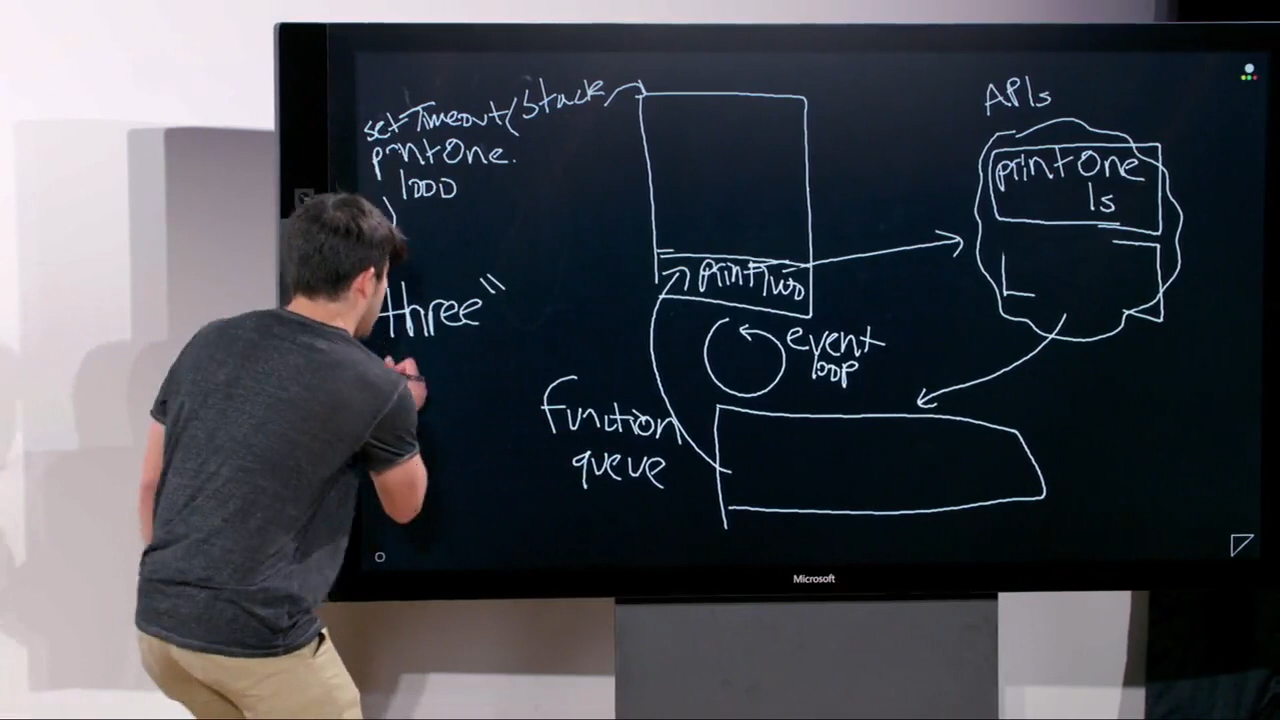 setTimeout(
printOne.
1000
)
three"
Stack
printTwo
event
loop
function
queue
APIs
printOne
1s
Microsoft